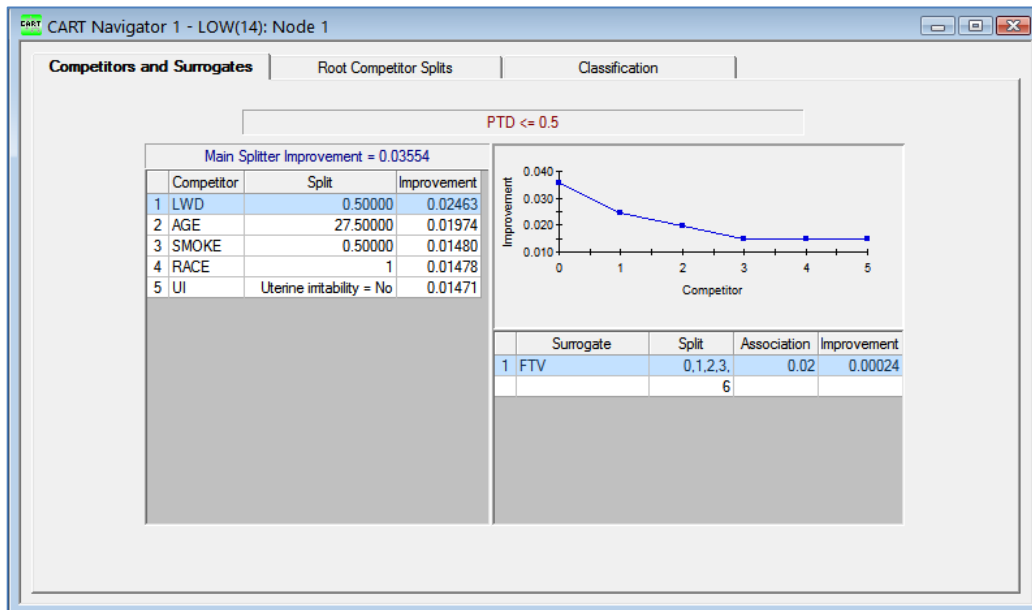 CART Navigator 1 - LOW(14): Node 1
Competitors and Surrogates
Root Competitor Splits
Classification
PTD <= 0.5
Main Splitter Improvement = 0.03554
Competitor Split Improvement
1 LWD 0.50000 0.02463
2 AGE 27.50000 0.01974
3 SMOKE 0.50000 0.01480
4 RACE 1 0.01478
5 UI Uterine irritability = No 0.01471
Improvement
0.040
0.030
0.020
0.010
0 1 2 3 4 5
Competitor
Surrogate Split Association Improvement
1 FTV 0,1,2,3, 0.02 0.00024
6